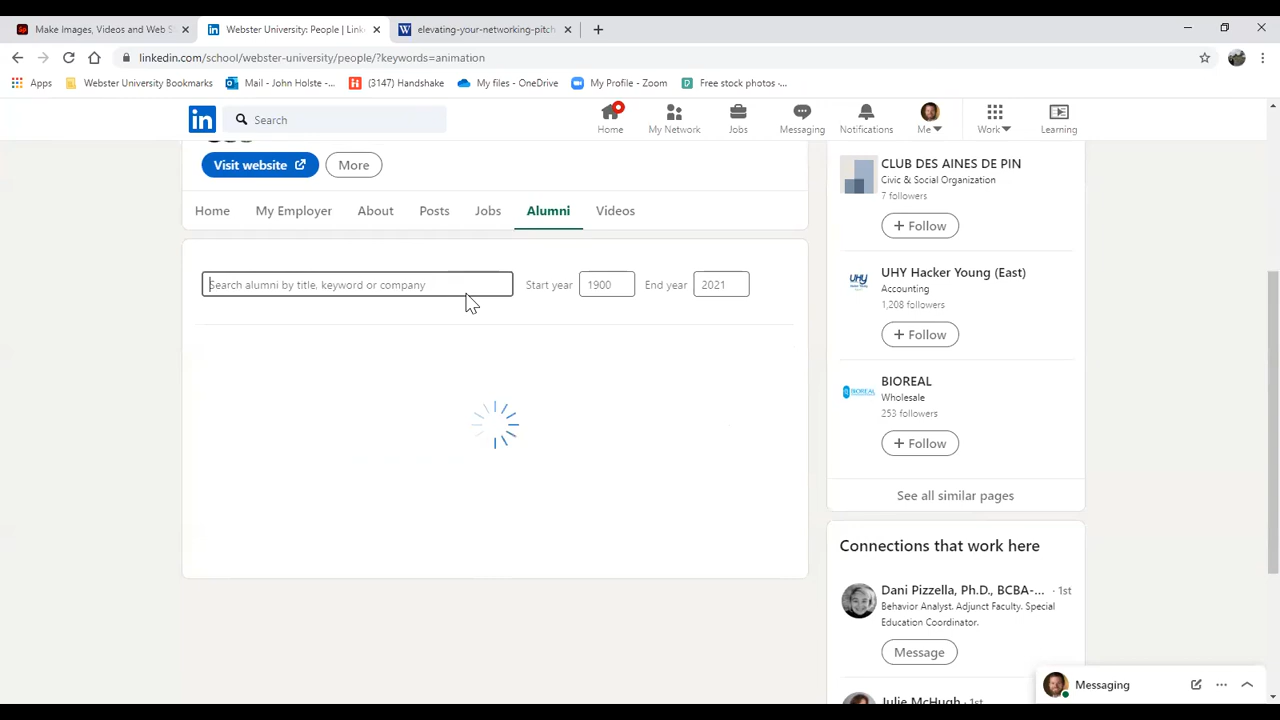 Make Images, Videos and Web S
Webster University: People | Link
elevating-your-networking-pitch
linkedin.com/school/webster-university/people/?keywords=animation
Apps
Webster University Bookmarks
Mail - John Holste -...
(3147) Handshake
My files - OneDrive
My Profile - Zoom
Free stock photos -...
in
Search
Home
My Network
Jobs
Messaging
Notifications
Me
Work
Learning
Visit website
More
Home
My Employer
About
Posts
Jobs
Alumni
Videos
Search alumni by title, keyword or company
Start year
1900
End year
2021
CLUB DES AINES DE PIN
Civic & Social Organization
7 followers
+ Follow
UHY
UHY Hacker Young (East)
Accounting
1,208 followers
+ Follow
BIOREAL
BIOREAL
Wholesale
253 followers
+ Follow
See all similar pages
Connections that work here
Dani Pizzella, Ph.D., BCBA-... · 1st
Behavior Analyst. Adjunct Faculty. Special
Education Coordinator.
Message
Julie McHugh · 1st
Messaging